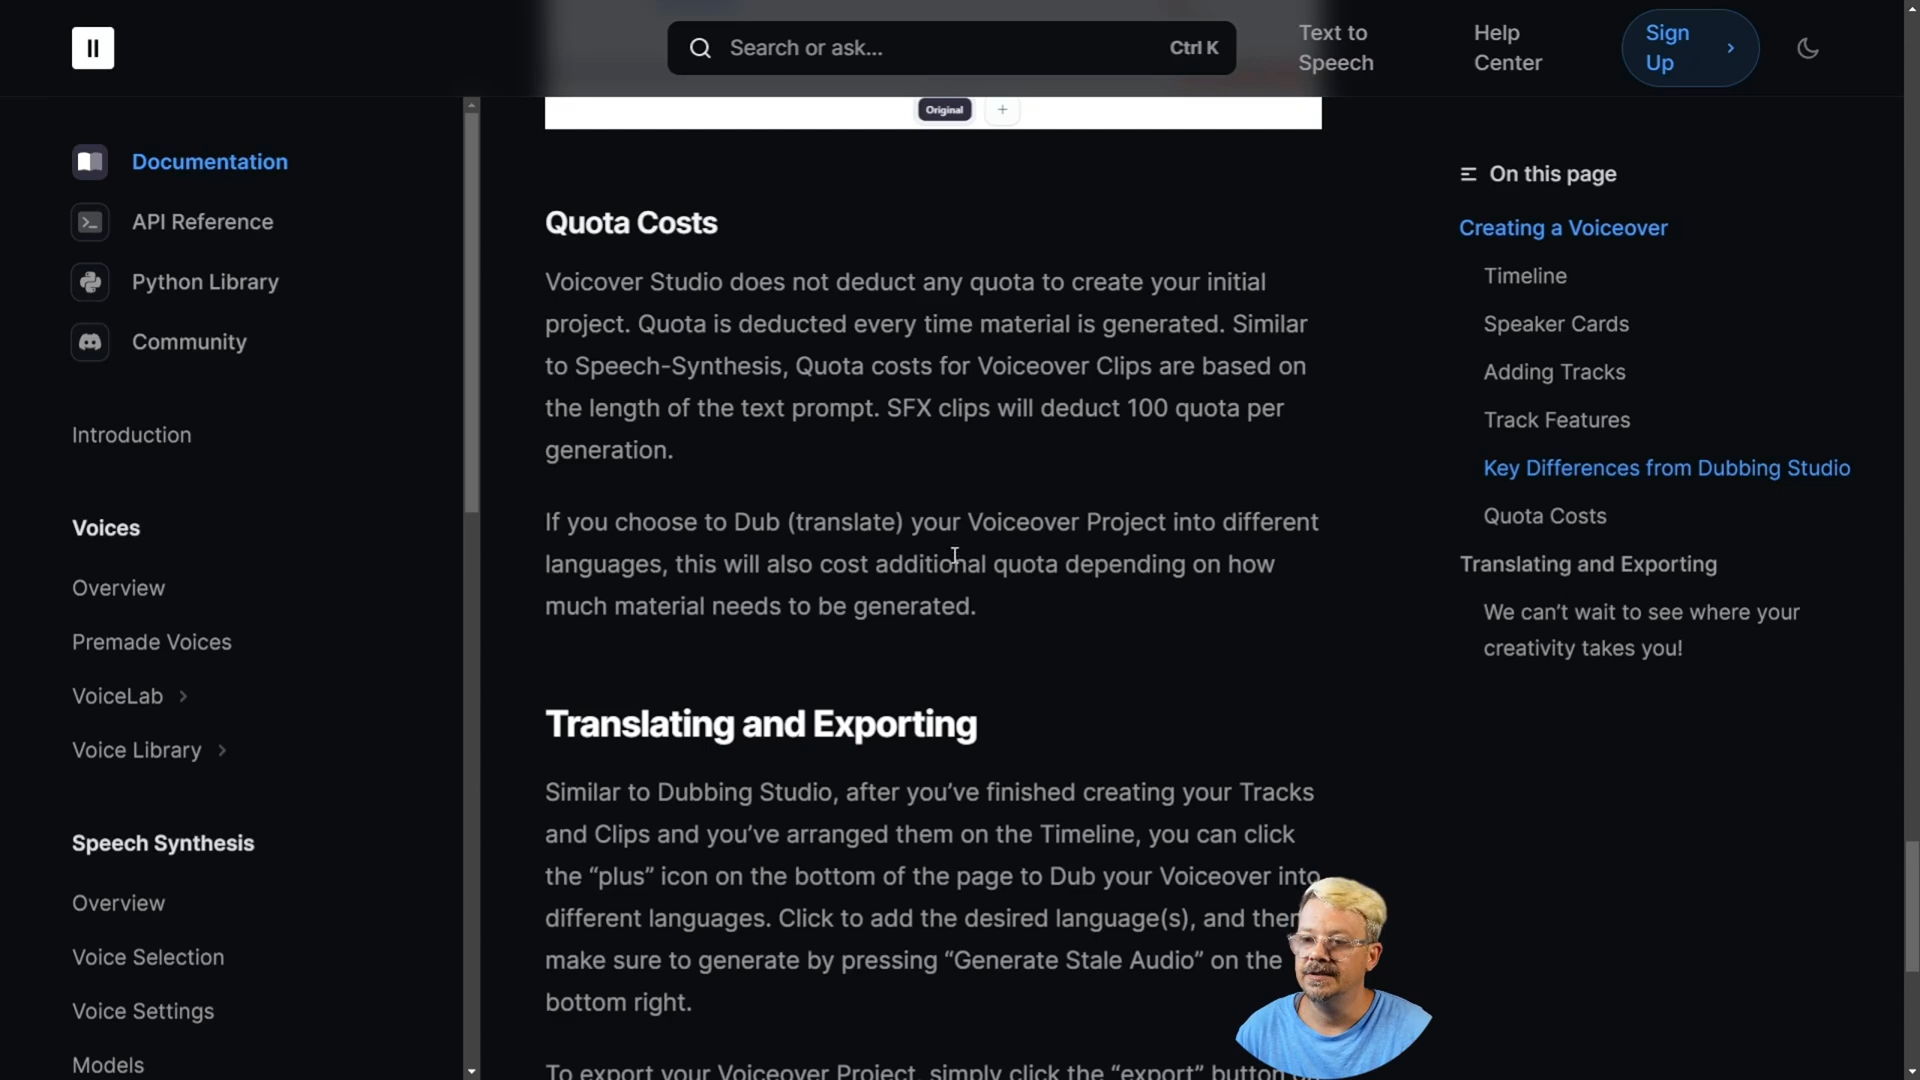 Search or ask...
Ctrl K
Text to
Speech
Help
Center
Sign
Up
Original
+
Documentation
API Reference
Python Library
Community
Introduction
Voices
Overview
Premade Voices
VoiceLab
Voice Library
Speech Synthesis
Overview
Voice Selection
Voice Settings
Models
Quota Costs
Voicover Studio does not deduct any quota to create your initial
project. Quota is deducted every time material is generated. Similar
to Speech-Synthesis, Quota costs for Voiceover Clips are based on
the length of the text prompt. SFX clips will deduct 100 quota per
generation.
If you choose to Dub (translate) your Voiceover Project into different
languages, this will also cost additional quota depending on how
much material needs to be generated.
Translating and Exporting
Similar to Dubbing Studio, after you’ve finished creating your Tracks
and Clips and you’ve arranged them on the Timeline, you can click
the “plus” icon on the bottom of the page to Dub your Voiceover into
different languages. Click to add the desired language(s), and then
make sure to generate by pressing “Generate Stale Audio” on the
bottom right.
To export your Voiceover Project, simply click the “export” button
On this page
Creating a Voiceover
Timeline
Speaker Cards
Adding Tracks
Track Features
Key Differences from Dubbing Studio
Quota Costs
Translating and Exporting
We can’t wait to see where your
creativity takes you!